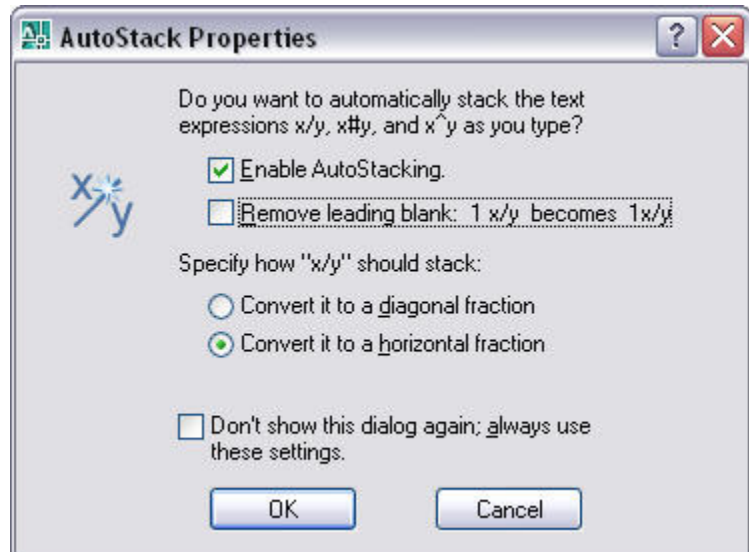 AutoStack Properties
Do you want to automatically stack the text
expressions x/y, x#y, and x^y as you type?
x/y
Enable AutoStacking.
Remove leading blank:  1 x/y  becomes  1x/y
Specify how "x/y" should stack:
Convert it to a diagonal fraction
Convert it to a horizontal fraction
Don't show this dialog again; always use
these settings.
OK
Cancel